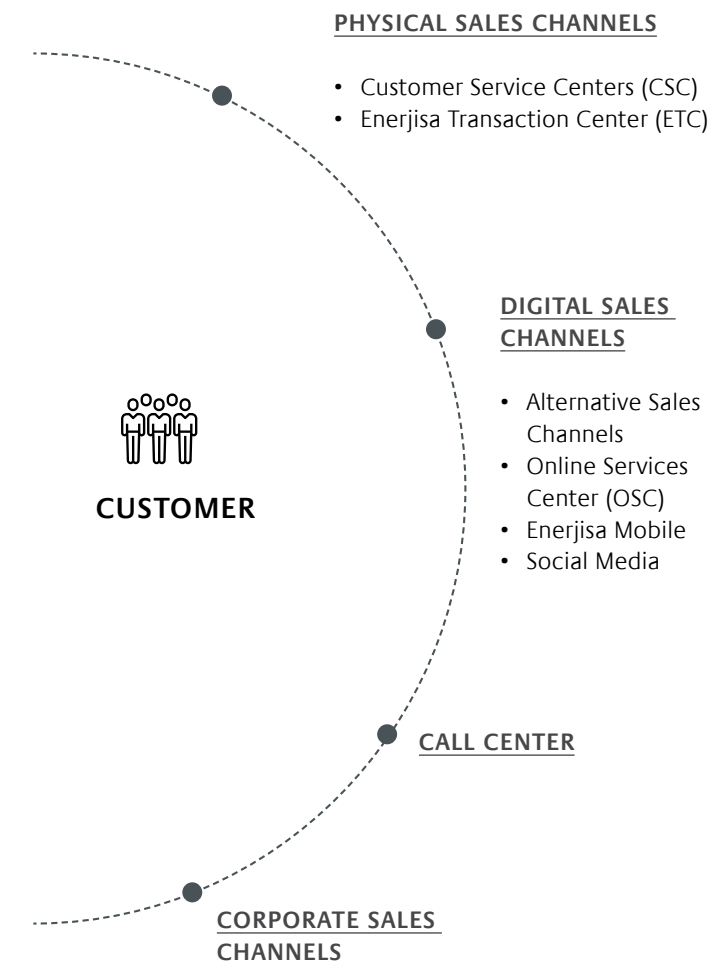 PHYSICAL SALES CHANNELS
• Customer Service Centers (CSC)
• Enerjisa Transaction Center (ETC)
DIGITAL SALES
CHANNELS
• Alternative Sales
Channels
• Online Services
Center (OSC)
• Enerjisa Mobile
• Social Media
CUSTOMER
CALL CENTER
CORPORATE SALES
CHANNELS